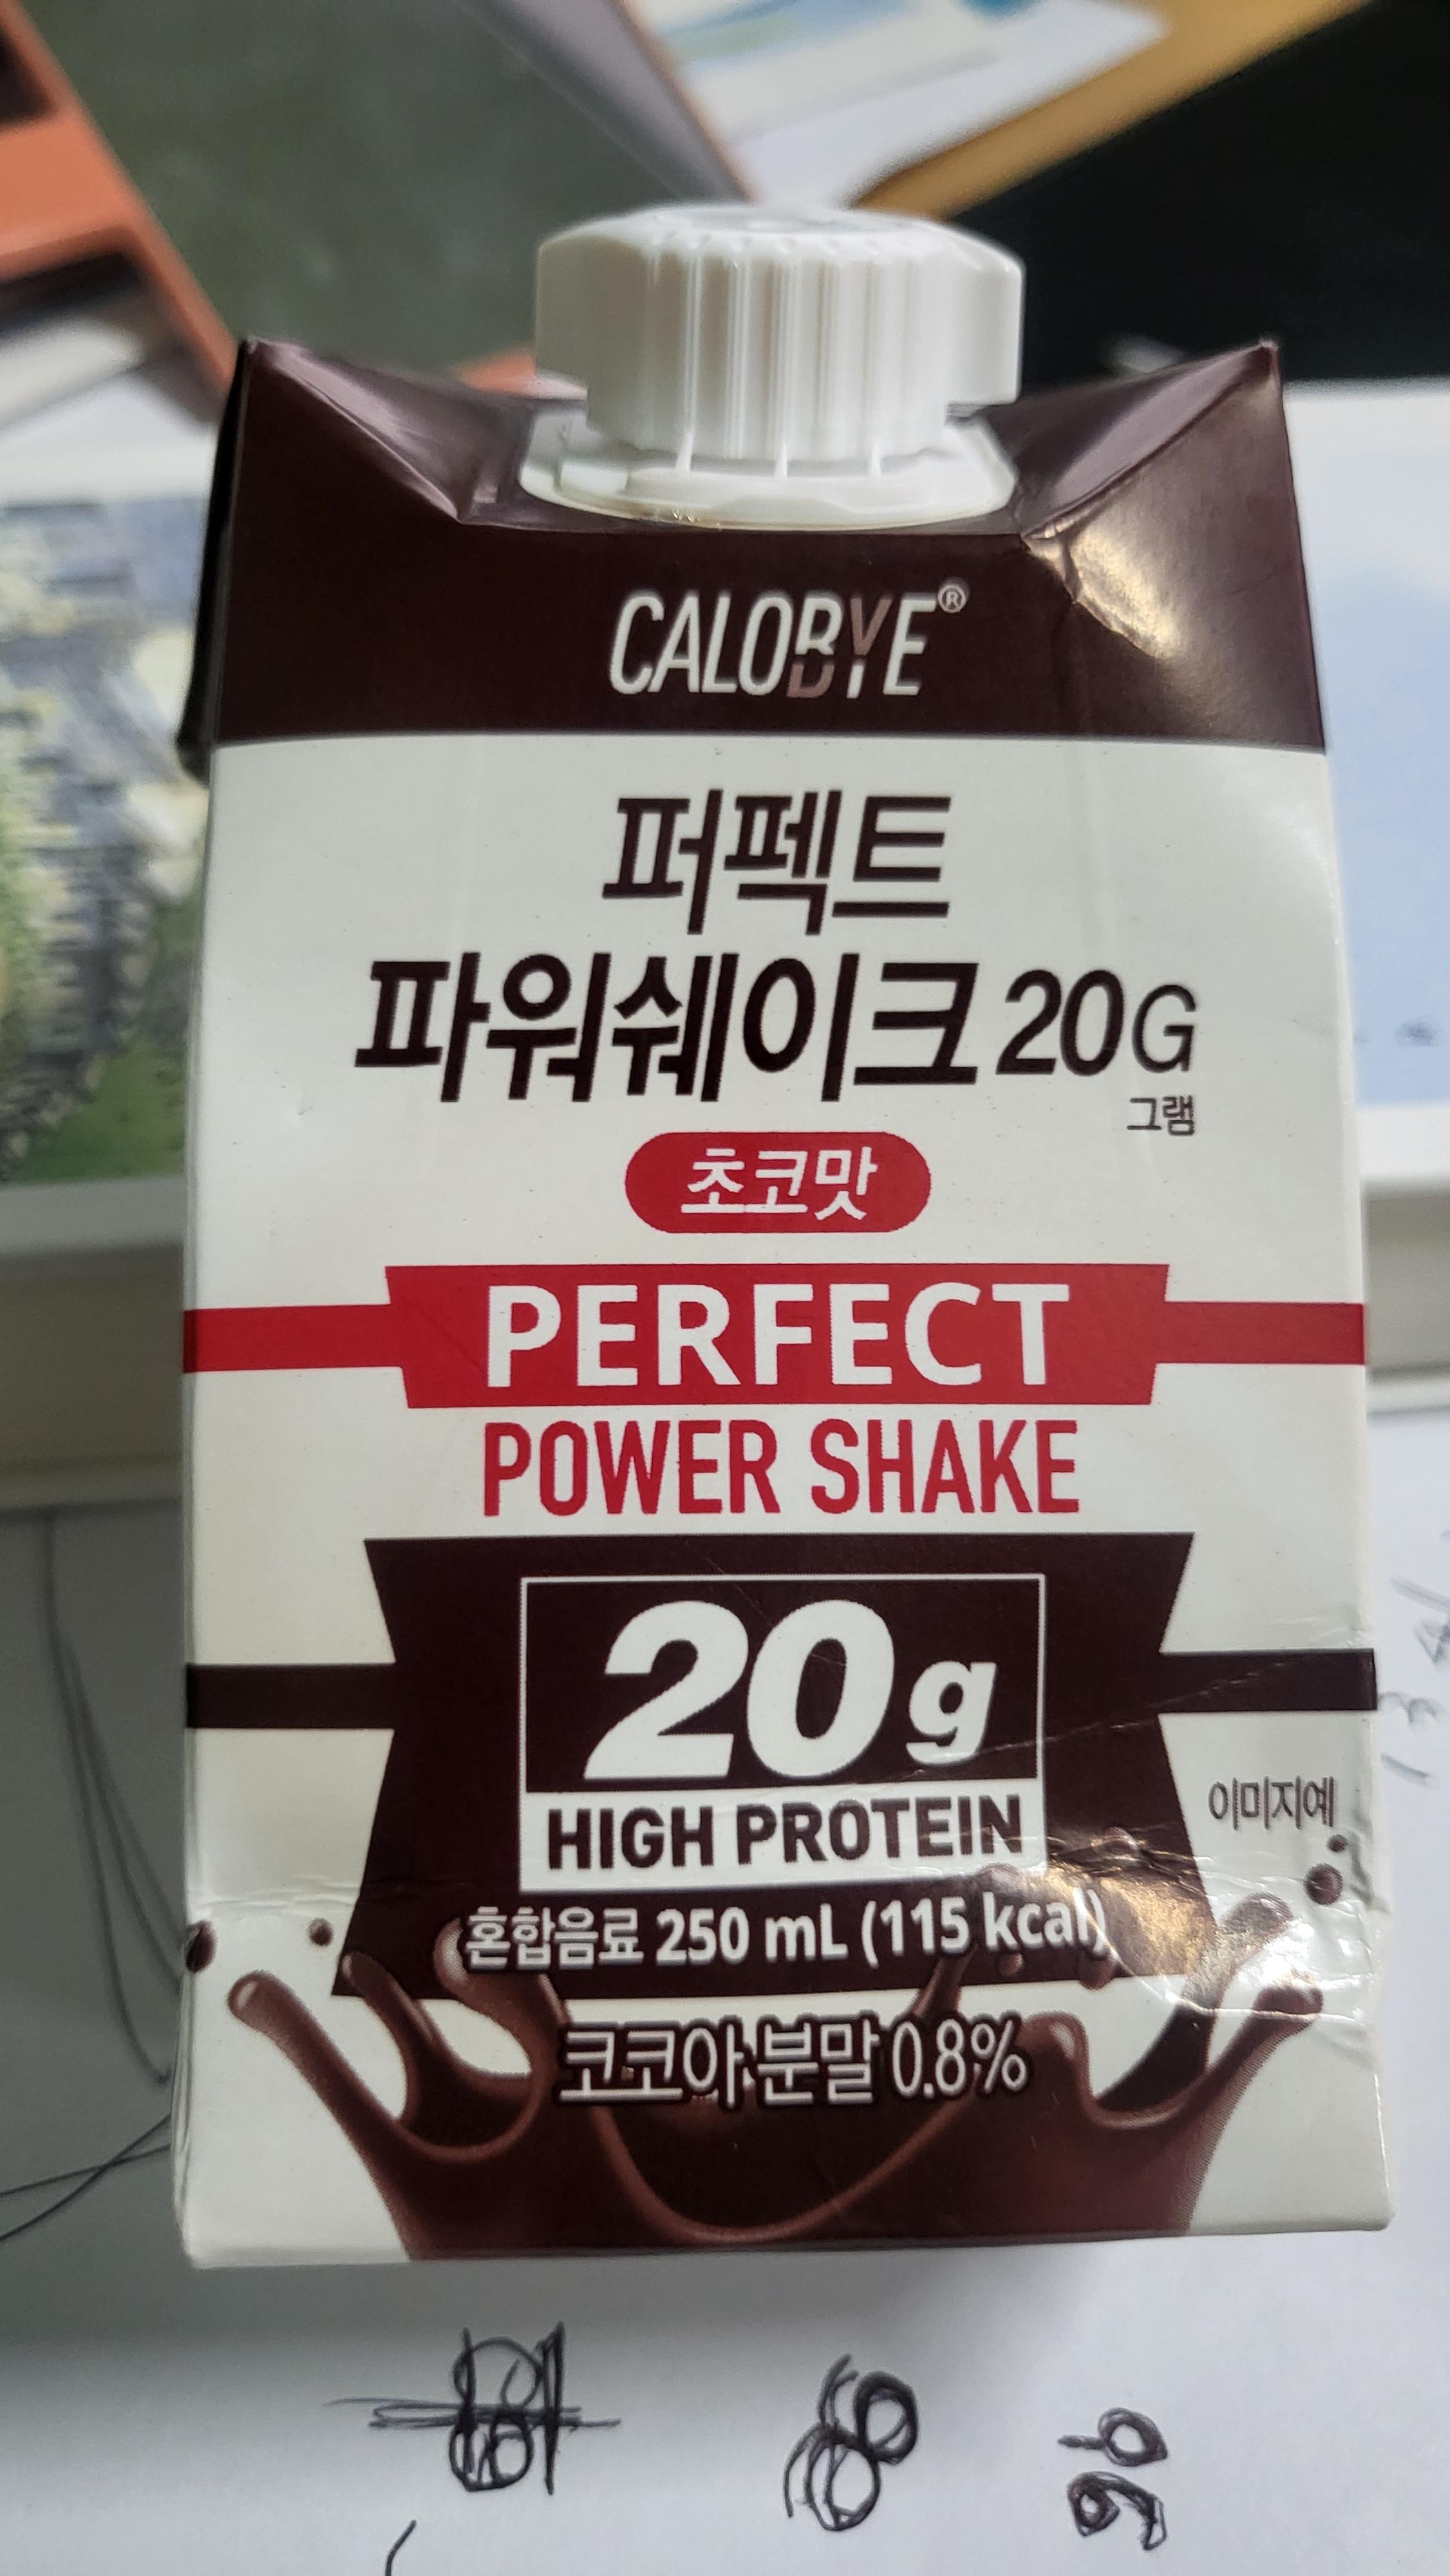 CALOBYE®
퍼펙트
파워쉐이크 20G
그램
초코맛
PERFECT
POWER SHAKE
20g
HIGH PROTEIN
이미지예
혼합음료 250 mL (115 kcal)
코코아분말 0.8%